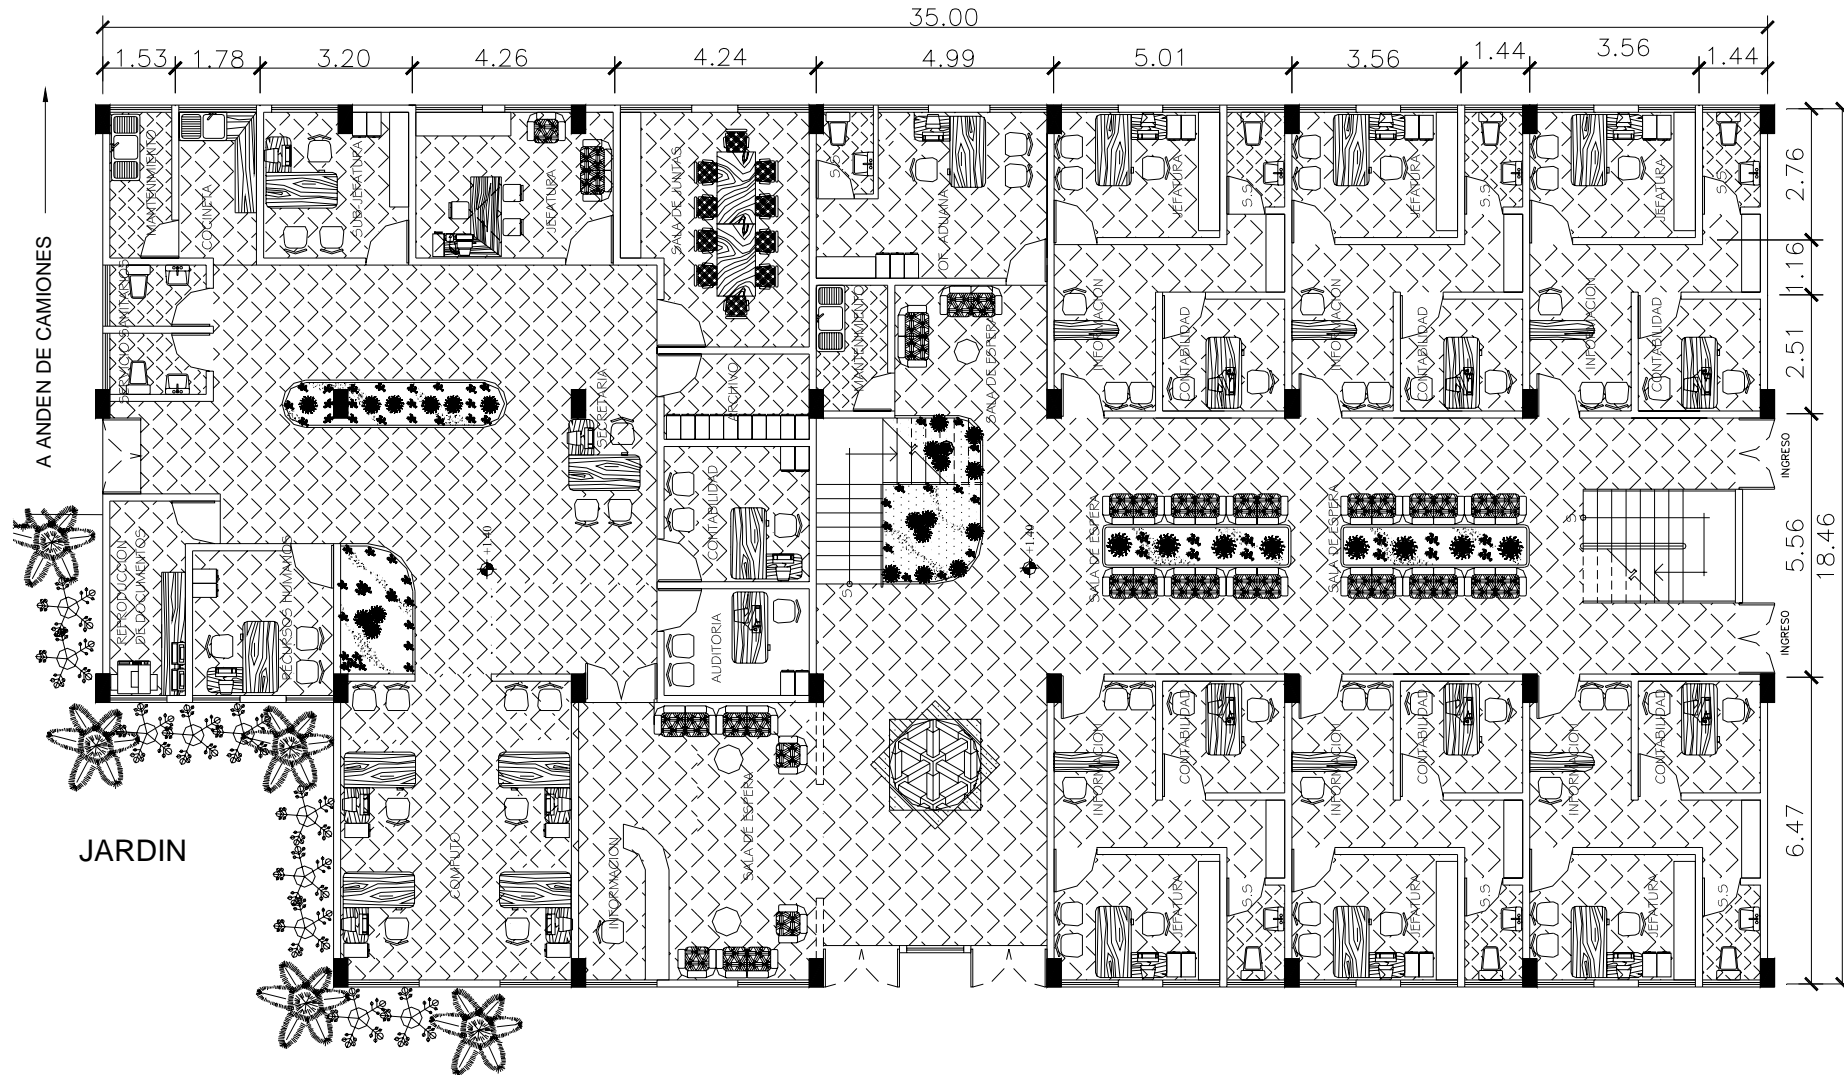 35.00
1.53
1.78
3.20
4.26
4.24
4.99
5.01
3.56
1.44
3.56
1.44
A ANDEN DE CAMIONES
MANTENIMIENTO
COCINETA
SUB-JEFATURA
JEFATURA
SALA DE JUNTAS
S.S
OF. ADUANA
JEFATURA
S.S
JEFATURA
S.S
JEFATURA
S.S
2.76
1.16
2.51
5.56
18.46
6.47
SERVICIO SANITARIOS
SECRETARIA
ARCHIVO
MANTENIMIENTO
SALA DE ESPERA
INFORMACION
CONTABILIDAD
INFORMACION
CONTABILIDAD
INFORMACION
CONTABILIDAD
INGRESO
CONTABILIDAD
+1.40
+1.40
S
SALA DE ESPERA
SALA DE ESPERA
S
REPRODUCCION
DE DOCUMENTOS
RECURSOS HUMANOS
AUDITORIA
INGRESO
JARDIN
COMPUTO
INFORMACION
SALA DE ESPERA
INFORMACION
CONTABILIDAD
INFORMACION
CONTABILIDAD
INFORMACION
CONTABILIDAD
JEFATURA
S.S
JEFATURA
S.S
JEFATURA
S.S